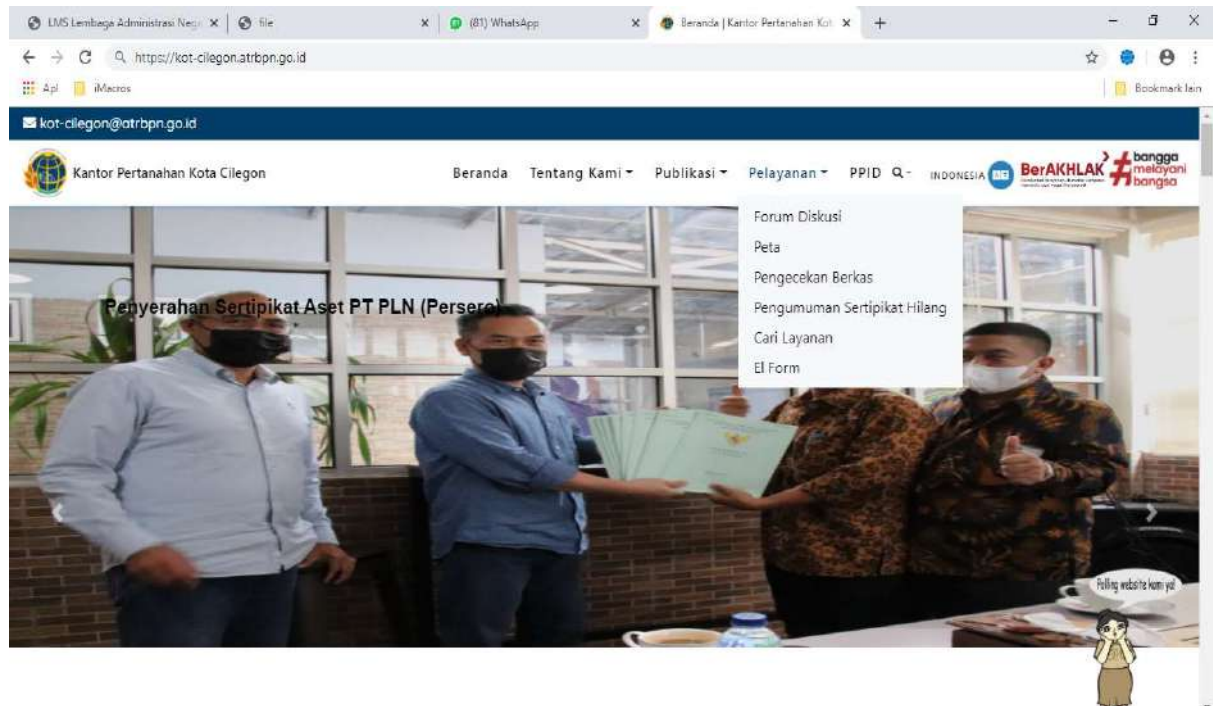 LMS Lembaga Administrasi Nega
file
(81) WhatsApp
Beranda | Kantor Pertanahan Kot
https://kot-cilegon.atrbpn.go.id
Apl
iMacros
Bookmark lain
kot-cilegon@atrbpn.go.id
Kantor Pertanahan Kota Cilegon
Beranda
Tentang Kami
Publikasi
Pelayanan
PPID
INDONESIA
BerAKHLAK
#bangga
melayani
bangsa
Forum Diskusi
Peta
Pengecekan Berkas
Pengumuman Sertipikat Hilang
Cari Layanan
El Form
Penyerahan Sertipikat Aset PT PLN (Persero)
Polling website kami ya!